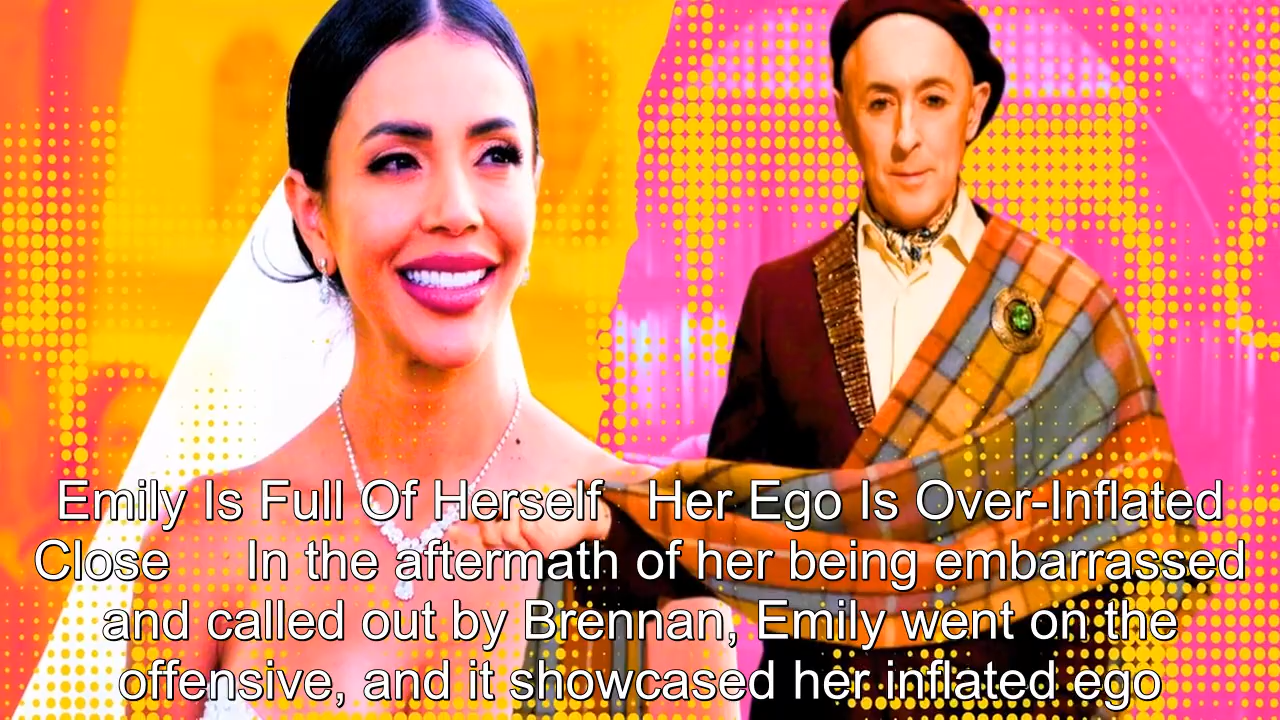 Emily Is Full Of Herself   Her Ego Is Over-Inflated
Close     In the aftermath of her being embarrassed
and called out by Brennan, Emily went on the
offensive, and it showcased her inflated ego